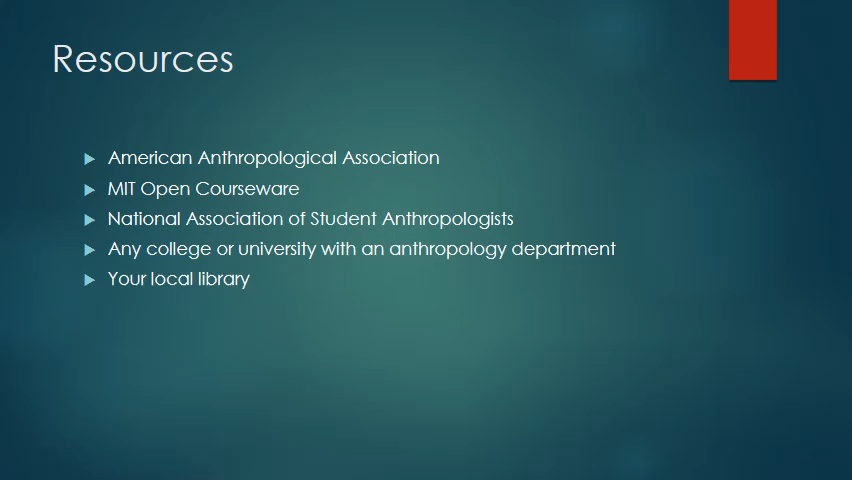 Resources
American Anthropological Association
MIT Open Courseware
National Association of Student Anthropologists
Any college or university with an anthropology department
Your local library